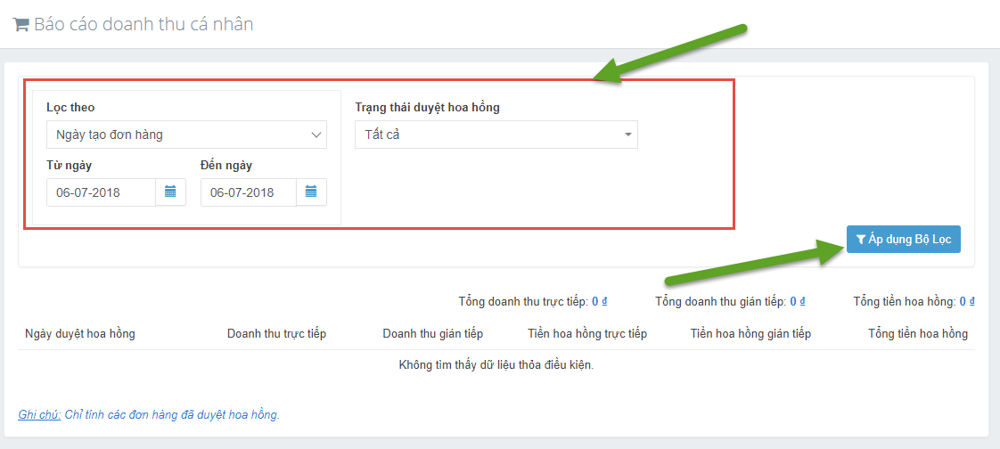 Báo cáo doanh thu cá nhân
Lọc theo
Trạng thái duyệt hoa hồng
Ngày tạo đơn hàng
Tất cả
Từ ngày
Đến ngày
06-07-2018
06-07-2018
Áp dụng Bộ Lọc
Tổng doanh thu trực tiếp: 0 ₫
Tổng doanh thu gián tiếp: 0 ₫
Tổng tiền hoa hồng: 0 ₫
Ngày duyệt hoa hồng
Doanh thu trực tiếp
Doanh thu gián tiếp
Tiền hoa hồng trực tiếp
Tiền hoa hồng gián tiếp
Tổng tiền hoa hồng
Không tìm thấy dữ liệu thỏa điều kiện.
Ghi chú: Chỉ tính các đơn hàng đã duyệt hoa hồng.